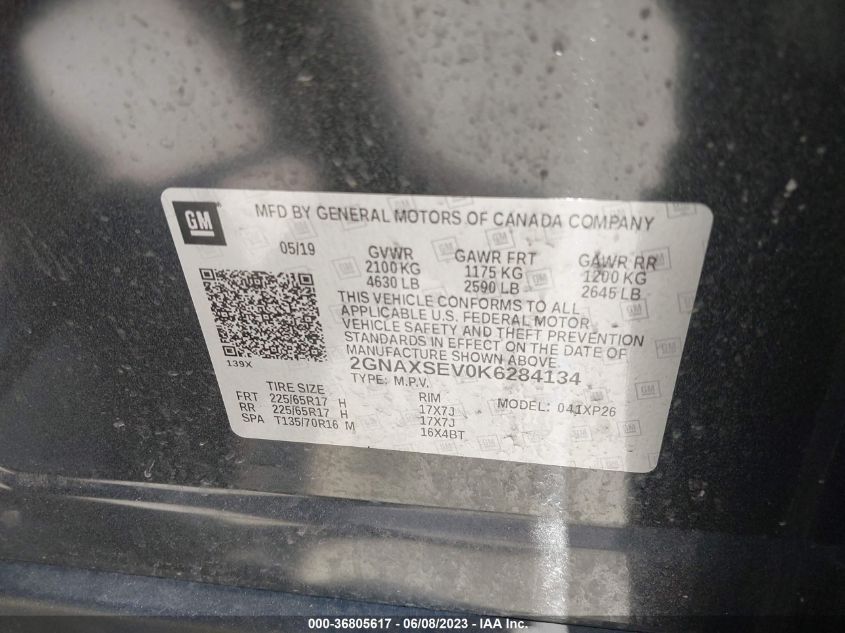 GM
MFD BY GENERAL MOTORS OF CANADA COMPANY
05/19 GVWR GAWR FRT GAWR RR
2100 KG 1175 KG 1200 KG
4630 LB 2590 LB 2645 LB
THIS VEHICLE CONFORMS TO ALL
APPLICABLE U.S. FEDERAL MOTOR
VEHICLE SAFETY AND THEFT PREVENTION
STANDARDS IN EFFECT ON THE DATE OF
MANUFACTURE SHOWN ABOVE.
139X
2GNAXSEV0K6284134
TYPE: M.P.V.
MODEL: 041XP26
TIRE SIZE RIM
FRT 225/65R17 H 17X7J
RR 225/65R17 H 17X7J
SPA T135/70R16 M 16X4BT
000-36805617 - 06/08/2023 - IAA Inc.